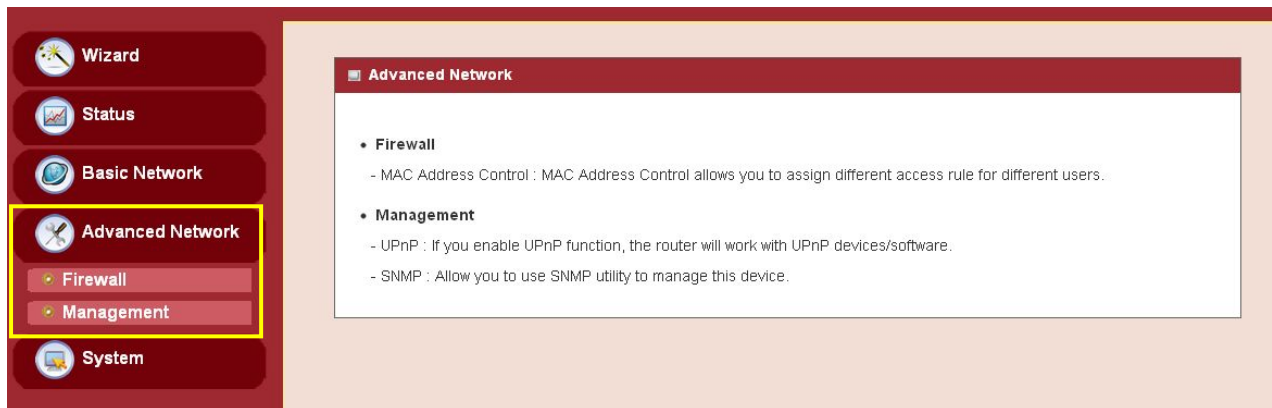 Wizard
Status
Basic Network
Advanced Network
Firewall
Management
System
Advanced Network
• Firewall
- MAC Address Control : MAC Address Control allows you to assign different access rule for different users.
• Management
- UPnP : If you enable UPnP function, the router will work with UPnP devices/software.
- SNMP : Allow you to use SNMP utility to manage this device.